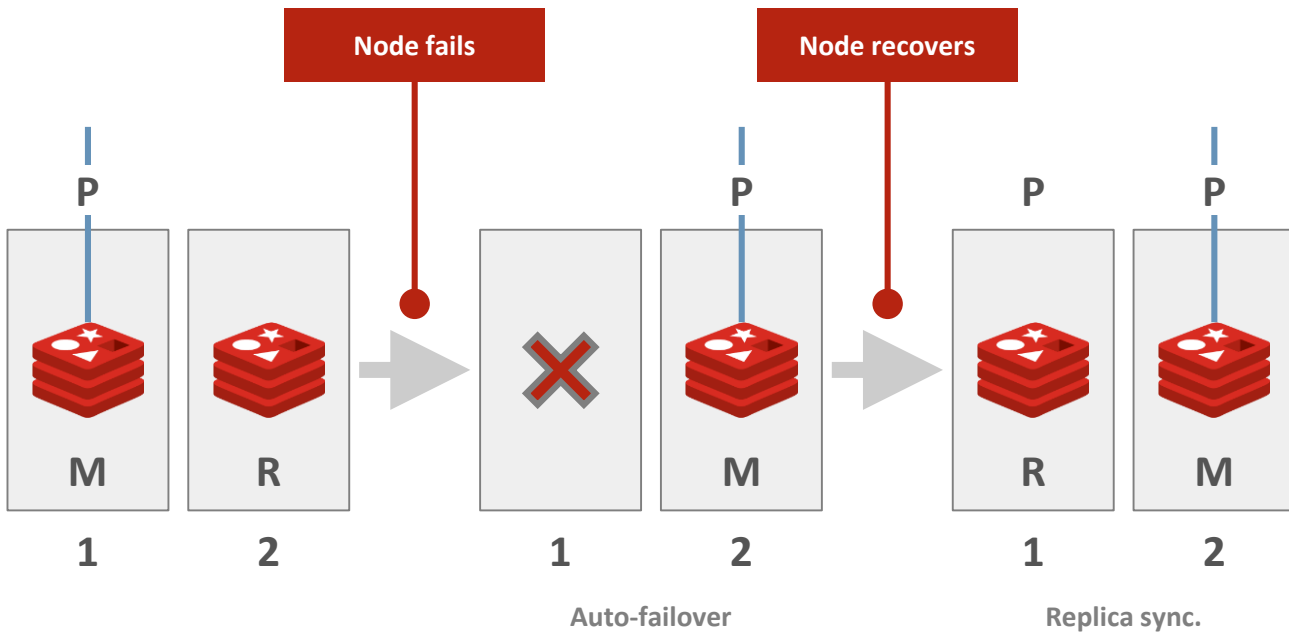 Node fails
Node recovers
P
P
P
P
M
R
M
R
M
1
2
1
2
1
2
Auto-failover
Replica sync.